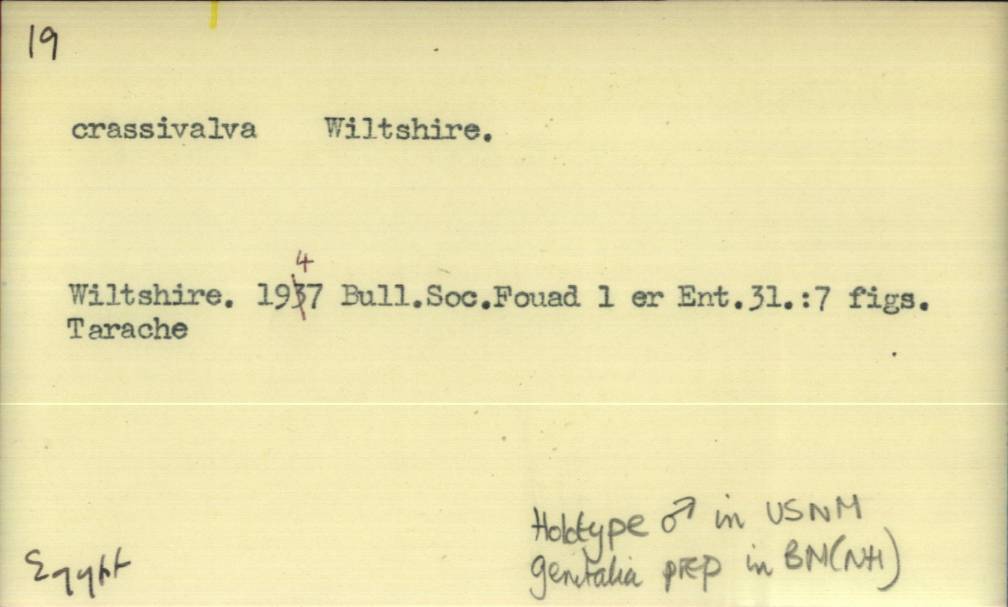 19
crassivalva Wiltshire.
4
Wiltshire. 1937 Bull.Soc.Fouad 1 er Ent.31.:7 figs.
Tarache
Holotype ♂ in USNM
genitalia prep in BM(NH)
Egypt